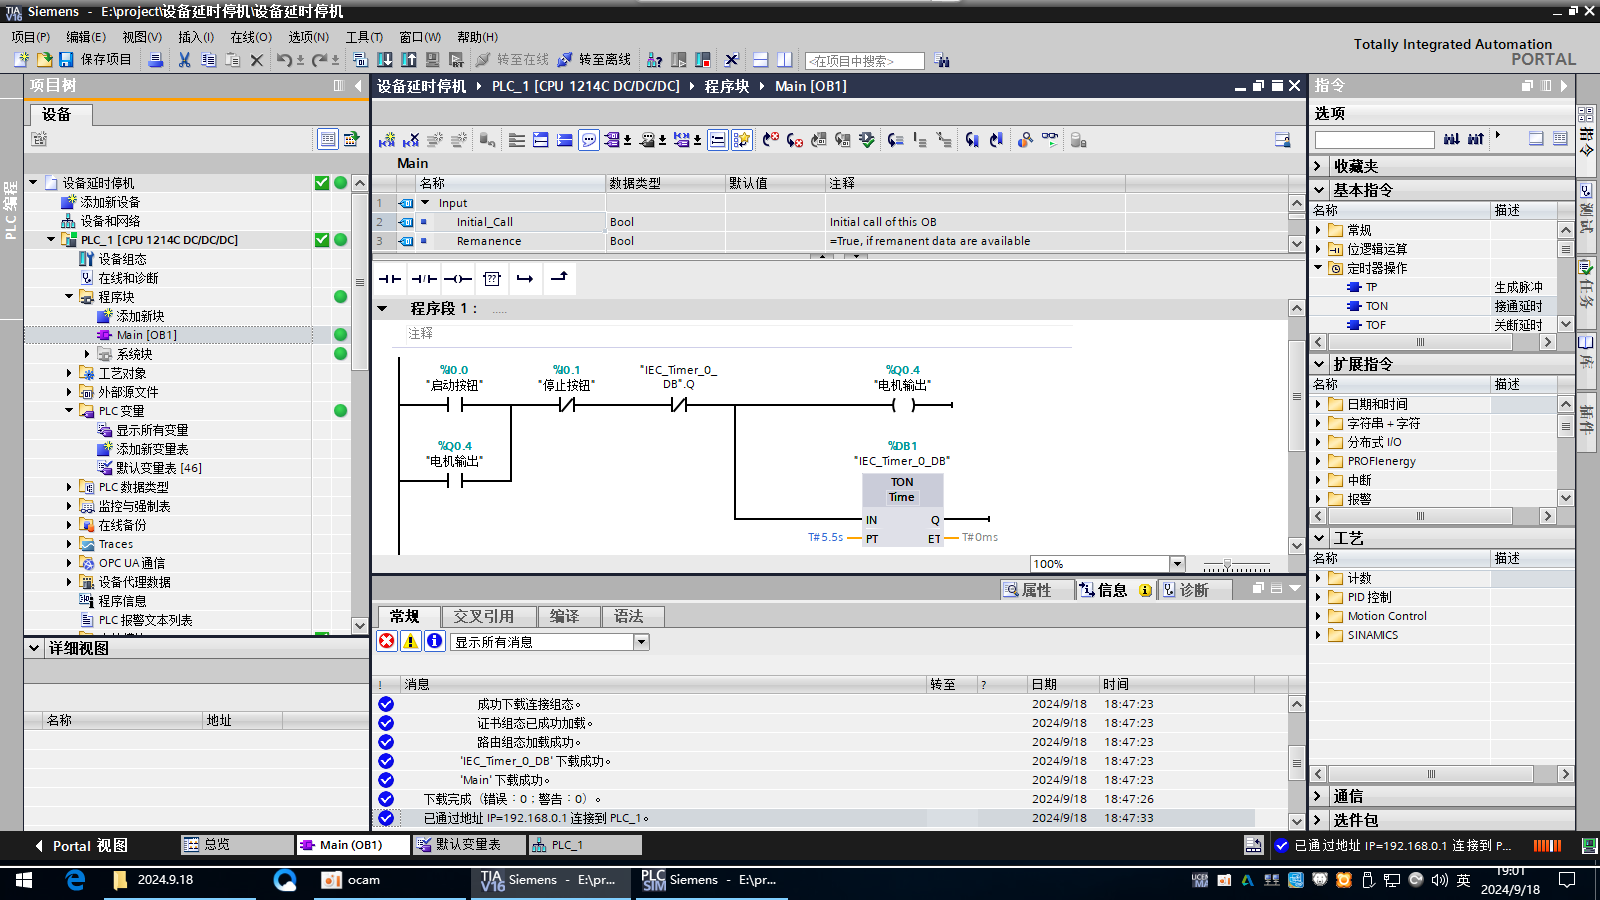 Siemens  -  E:\project\设备延时停机\设备延时停机
项目(P) 编辑(E) 视图(V) 插入(I) 在线(O) 选项(N) 工具(T) 窗口(W) 帮助(H)
Totally Integrated Automation
PORTAL
保存项目 转至在线 转至离线 <在项目中搜索>
项目树
设备延时停机 PLC_1 [CPU 1214C DC/DC/DC] 程序块 Main [OB1]
指令
设备
选项
PLC 编程
设备延时停机
添加新设备
设备和网络
PLC_1 [CPU 1214C DC/DC/DC]
设备组态
在线和诊断
程序块
添加新块
Main [OB1]
系统块
工艺对象
外部源文件
PLC 变量
显示所有变量
添加新变量表
默认变量表 [46]
PLC 数据类型
监控与强制表
在线备份
Traces
OPC UA 通信
设备代理数据
程序信息
PLC 报警文本列表
详细视图
名称 地址
Main
名称 数据类型 默认值 注释
1 Input
2 Initial_Call Bool Initial call of this OB
3 Remanence Bool =True, if remanent data are available
程序段 1： .....
注释
%I0.0
"启动按钮"
%I0.1
"停止按钮"
"IEC_Timer_0_
DB".Q
%Q0.4
"电机输出"
%Q0.4
"电机输出"
%DB1
"IEC_Timer_0_DB"
TON
Time
IN Q
T#5.5s PT ET T#0ms
100%
属性 信息 诊断
常规 交叉引用 编译 语法
显示所有消息
! 消息 转至 ? 日期 时间
成功下载连接组态。 2024/9/18 18:47:23
证书组态已成功加载。 2024/9/18 18:47:23
路由组态加载成功。 2024/9/18 18:47:23
'IEC_Timer_0_DB' 下载成功。 2024/9/18 18:47:23
'Main' 下载成功。 2024/9/18 18:47:23
下载完成（错误：0；警告：0）。 2024/9/18 18:47:26
已通过地址 IP=192.168.0.1 连接到 PLC_1。 2024/9/18 18:47:33
收藏夹
基本指令
名称 描述
常规
位逻辑运算
定时器操作
TP 生成脉冲
TON 接通延时
TOF 关断延时
扩展指令
名称 描述
日期和时间
字符串 + 字符
分布式 I/O
PROFIenergy
中断
报警
工艺
名称 描述
计数
PID 控制
Motion Control
SINAMICS
通信
选件包
指令
测试
任务
库
插件
Portal 视图 总览 Main (OB1) 默认变量表 PLC_1 已通过地址 IP=192.168.0.1 连接到 P...
2024.9.18 ocam Siemens - E:\pr... Siemens - E:\pr... 英 19:01
2024/9/18